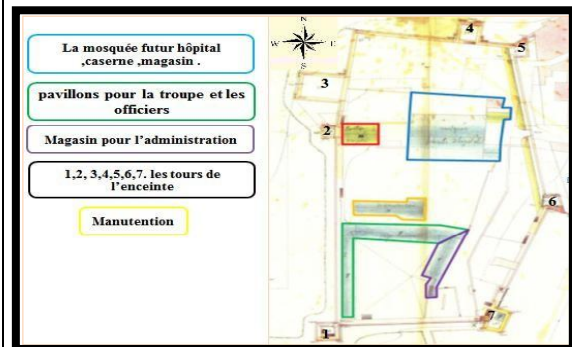 La mosquée futur hôpital
,caserne ,magasin .
pavillons pour la troupe et les
officiers
Magasin pour l'administration
1,2, 3,4,5,6,7. les tours de
l'enceinte
Manutention
N
W
E
S
4
5
3
2
6
7
1